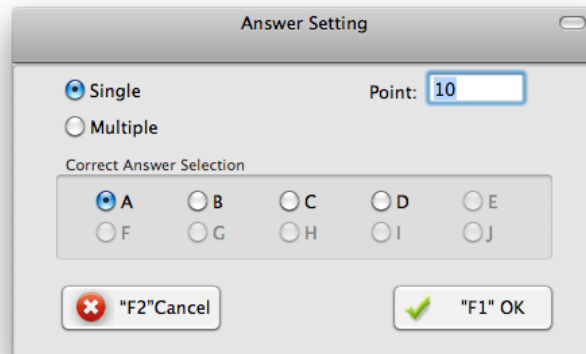 Answer Setting
Single
Point: 10
Multiple
Correct Answer Selection
A B C D E
F G H I J
"F2"Cancel
"F1" OK